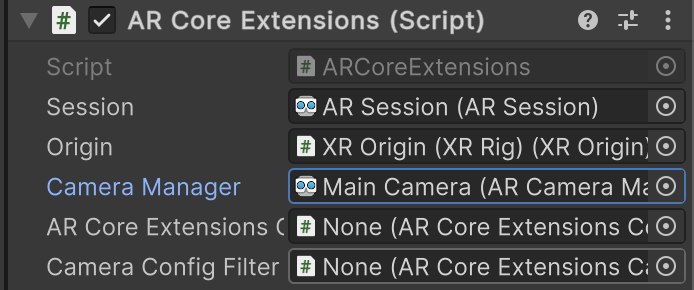 AR Core Extensions (Script)
Script ARCoreExtensions
Session AR Session (AR Session)
Origin XR Origin (XR Rig) (XR Origin)
Camera Manager Main Camera (AR Camera Ma
AR Core Extensions C None (AR Core Extensions Co
Camera Config Filter None (AR Core Extensions Ca